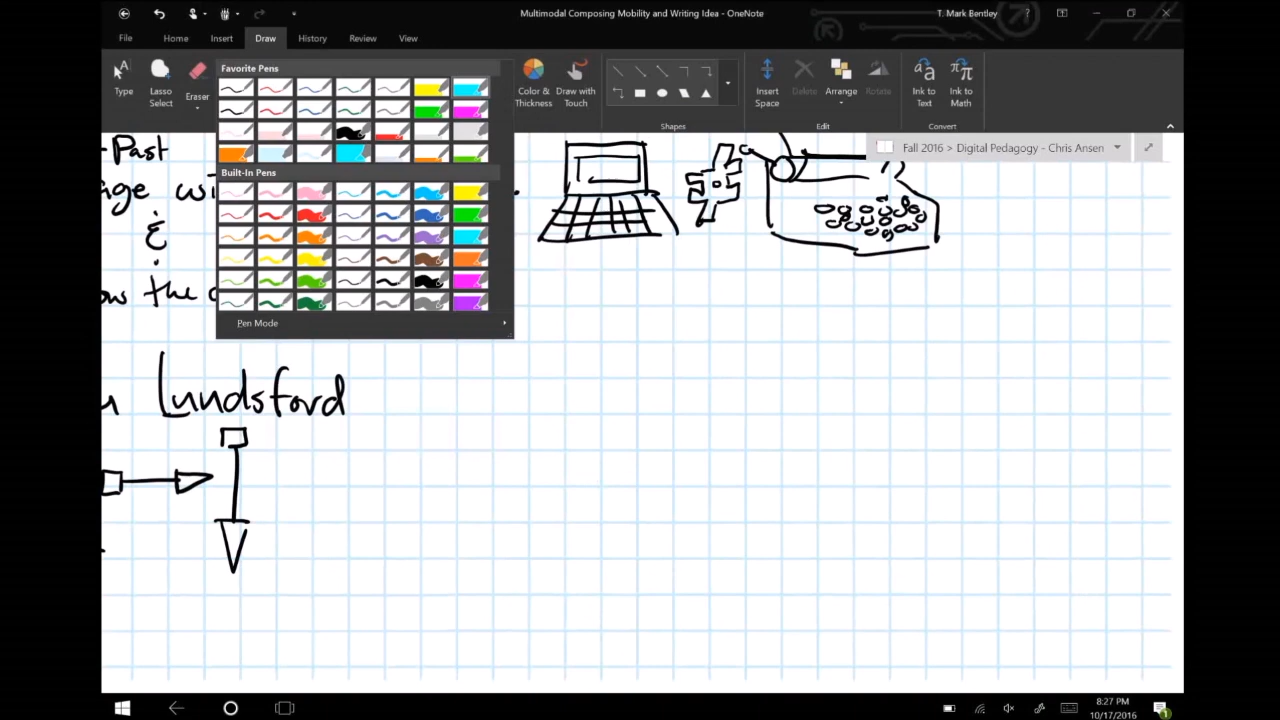 Multimodal Composing Mobility and Writing Idea - OneNote
T. Mark Bentley
File Home Insert Draw History Review View
Type
Lasso Select
Eraser
Favorite Pens
Built-In Pens
Pen Mode
Color & Thickness
Draw with Touch
Shapes
Insert Space
Delete
Arrange
Rotate
Edit
Ink to Text
Ink to Math
Convert
Fall 2016 > Digital Pedagogy - Chris Ansen
-Past
age wi
&
ow the
Lundsford
8:27 PM
10/17/2016